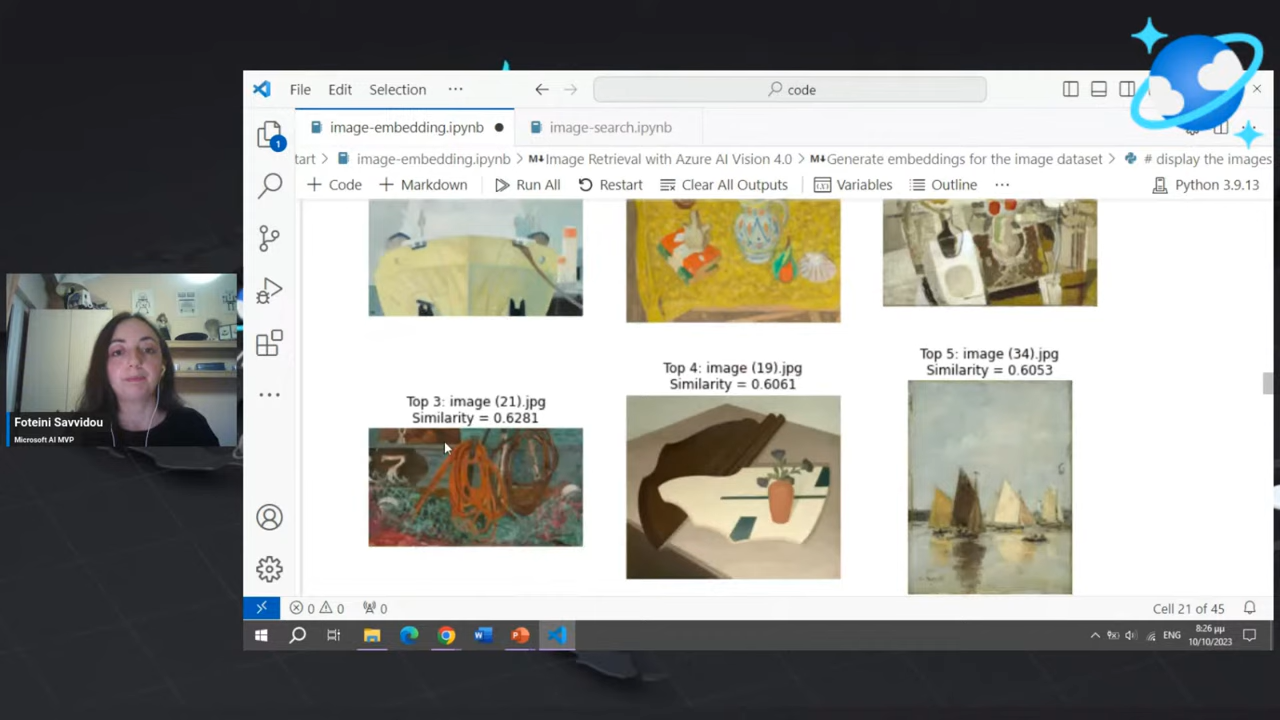 File Edit Selection ··· code
image-embedding.ipynb image-search.ipynb
tart > image-embedding.ipynb > M↓Image Retrieval with Azure AI Vision 4.0 > M↓Generate embeddings for the image dataset > # display the images
+ Code + Markdown Run All Restart Clear All Outputs Variables Outline ··· Python 3.9.13
1
Top 3: image (21).jpg
Similarity = 0.6281
Top 4: image (19).jpg
Similarity = 0.6061
Top 5: image (34).jpg
Similarity = 0.6053
7
Foteini Savvidou
Microsoft AI MVP
0 0 0 Cell 21 of 45
ENG
8:26 μμ
10/10/2023